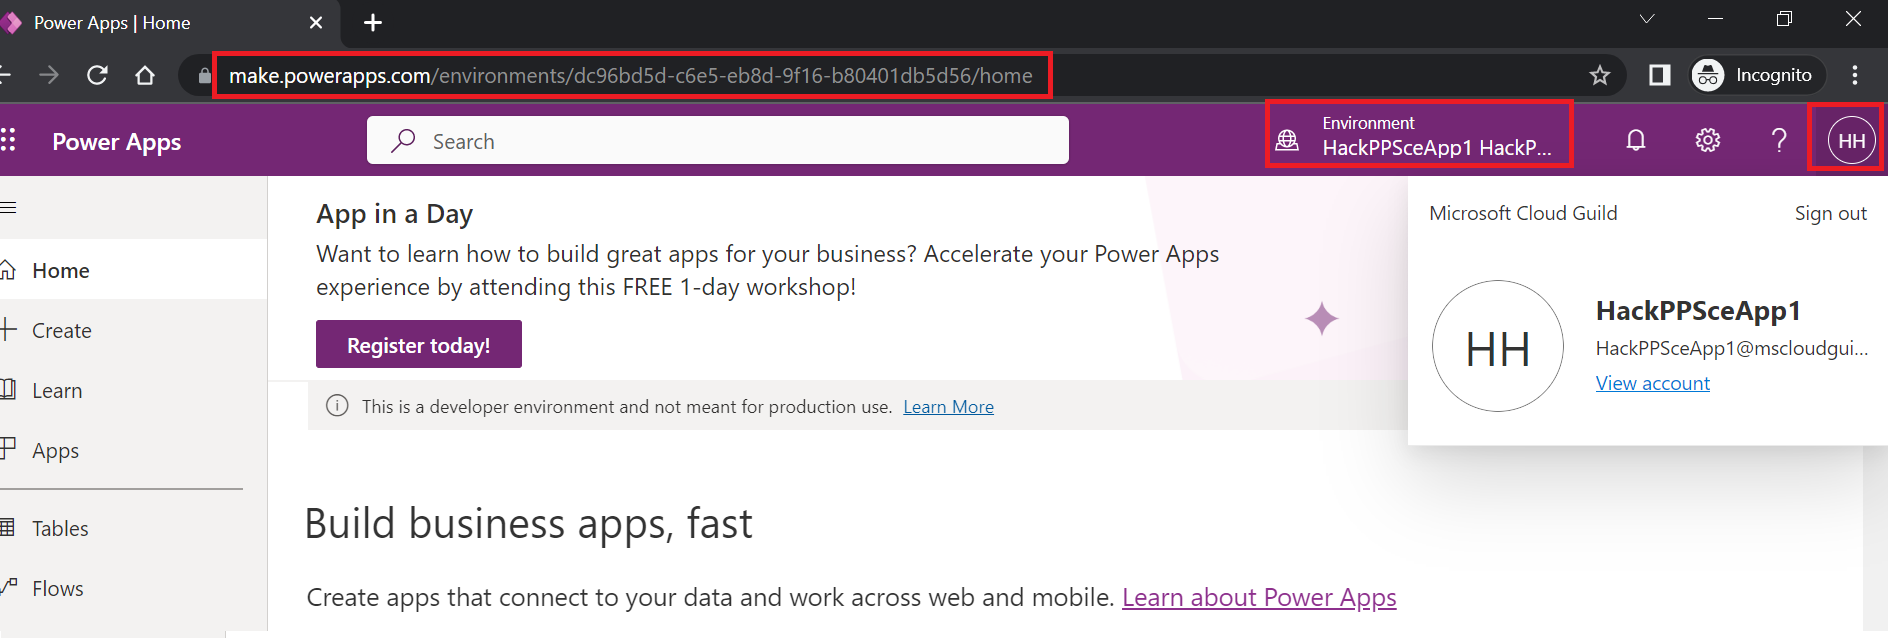 Power Apps | Home
make.powerapps.com/environments/dc96bd5d-c6e5-eb8d-9f16-b80401db5d56/home
Incognito
Power Apps
Search
Environment
HackPPSceApp1 HackP...
HH
Microsoft Cloud Guild
Sign out
HH
HackPPSceApp1
HackPPSceApp1@mscloudgui...
View account
Home
Create
Learn
Apps
Tables
Flows
App in a Day
Want to learn how to build great apps for your business? Accelerate your Power Apps
experience by attending this FREE 1-day workshop!
Register today!
This is a developer environment and not meant for production use. Learn More
Build business apps, fast
Create apps that connect to your data and work across web and mobile. Learn about Power Apps